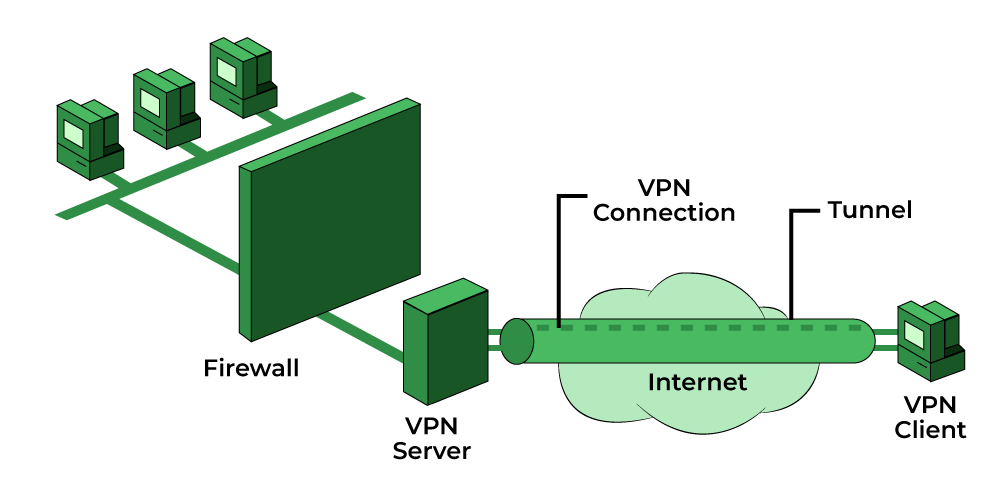 VPN
Connection
Tunnel
Firewall
Internet
VPN
Server
VPN
Client